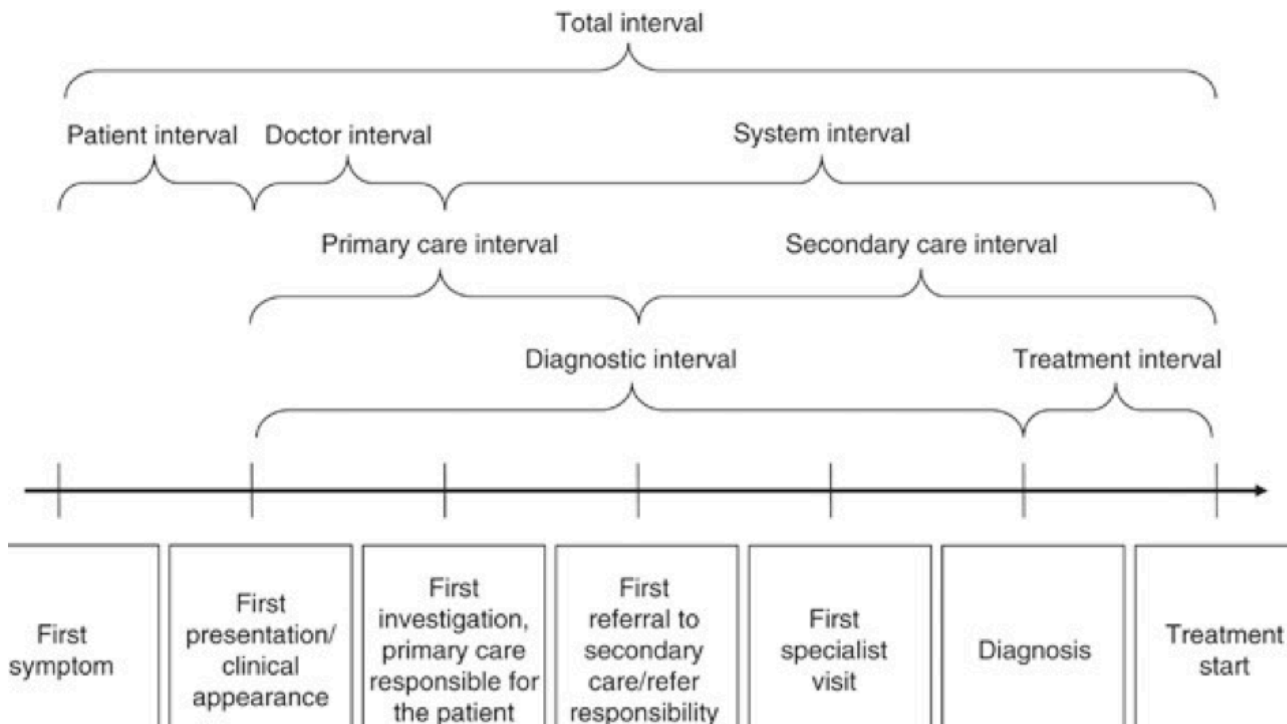 Total interval
Patient interval Doctor interval System interval
Primary care interval Secondary care interval
Diagnostic interval Treatment interval
First
symptom
First
presentation/
clinical
appearance
First
investigation,
primary care
responsible for
the patient
First
referral to
secondary
care/refer
responsibility
First
specialist
visit
Diagnosis
Treatment
start